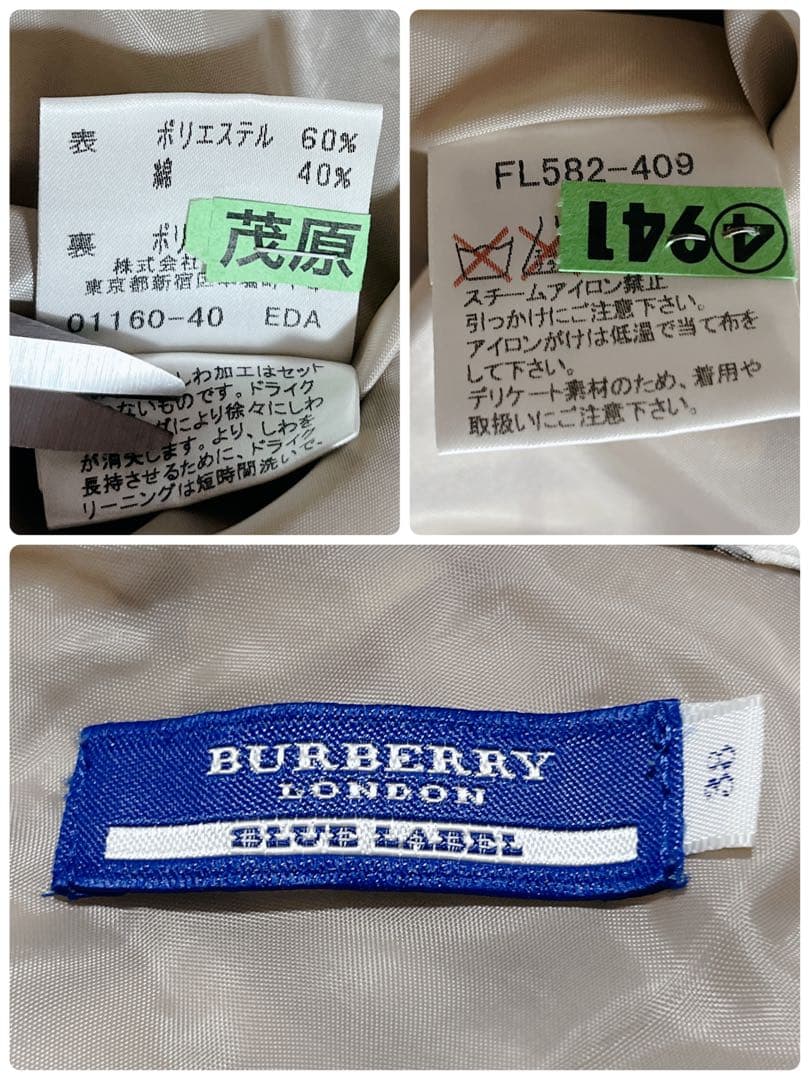 表 ポリエステル 60%
綿 40%
裏 ポリ
茂原
株式会
東京都新宿区
01160-40 EDA
しわ加工はセット
ないものです。ドライク
により徐々にしわ
が消失します。より、しわを
長持させるために、ドライク
リーニングは短時間洗いで、
FL582-409
④941
スチームアイロン禁止
引っかけにご注意下さい。
アイロンがけは低温で当て布を
して下さい。
デリケート素材のため、着用や
取扱いにご注意下さい。
BURBERRY
LONDON
BLUE LABEL
38